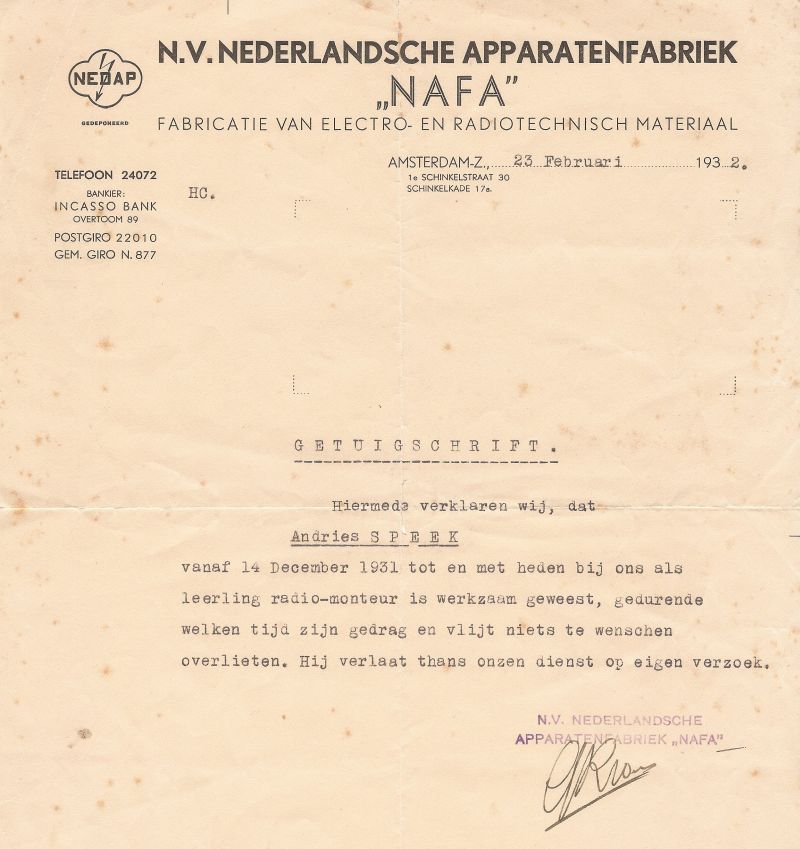 N.V. NEDERLANDSCHE APPARATENFABRIEK
„NAFA”
FABRICATIE VAN ELECTRO- EN RADIOTECHNISCH MATERIAAL
NEDAP
GEDEPONEERD
AMSTERDAM-Z., 23 Februari 1932.
1e SCHINKELSTRAAT 30
SCHINKELKADE 17a.
TELEFOON 24072
BANKIER:
INCASSO BANK
OVERTOOM 89
POSTGIRO 22010
GEM. GIRO N. 877
HC.
GETUIGSCHRIFT.
Hiermede verklaren wij, dat
Andries SPEEK
vanaf 14 December 1931 tot en met heden bij ons als
leerling radio-monteur is werkzaam geweest, gedurende
welken tijd zijn gedrag en vlijt niets te wenschen
overlieten. Hij verlaat thans onzen dienst op eigen verzoek.
N.V. NEDERLANDSCHE
APPARATENFABRIEK „NAFA”